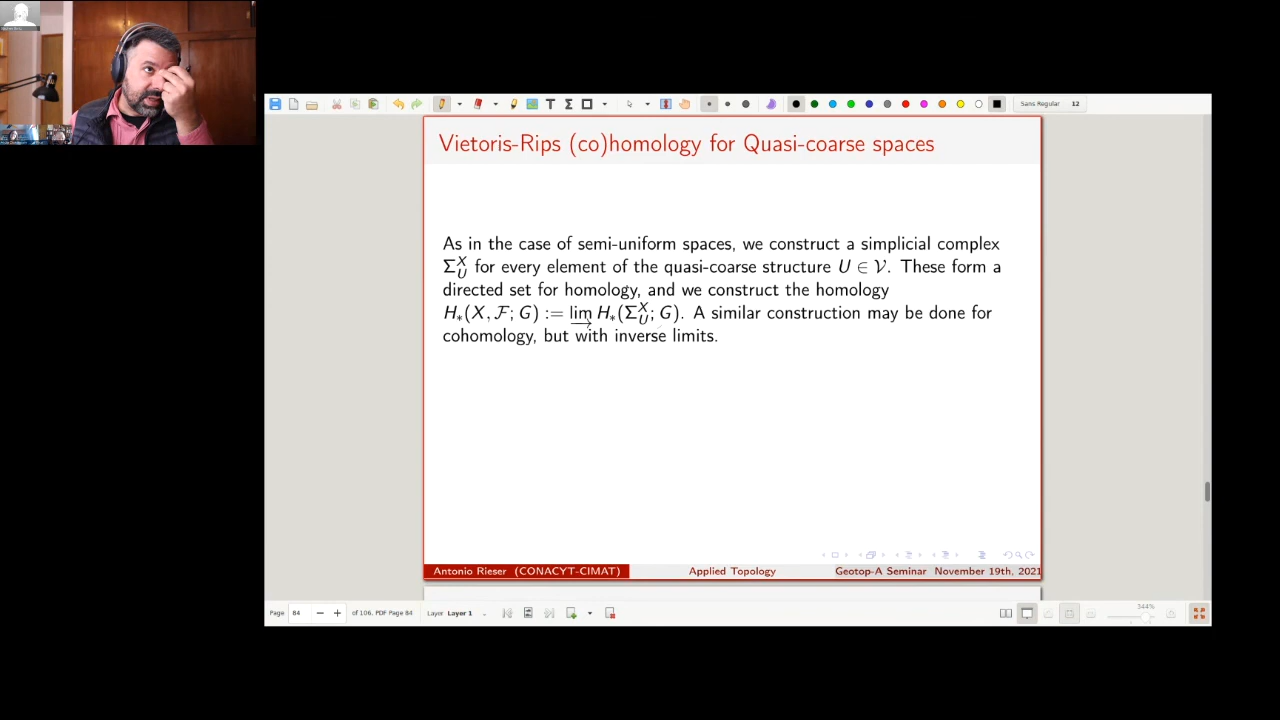 Sans Regular 12
Vietoris-Rips (co)homology for Quasi-coarse spaces
As in the case of semi-uniform spaces, we construct a simplicial complex
Σ_U^X for every element of the quasi-coarse structure U ∈ 𝒱. These form a
directed set for homology, and we construct the homology
H_*(X, ℱ; G) := lim→ H_*(Σ_U^X; G). A similar construction may be done for
cohomology, but with inverse limits.
Antonio Rieser (CONACYT-CIMAT) Applied Topology Geotop-A Seminar November 19th, 2021
Page 84 of 106, PDF Page 84 Layer Layer 1 344%